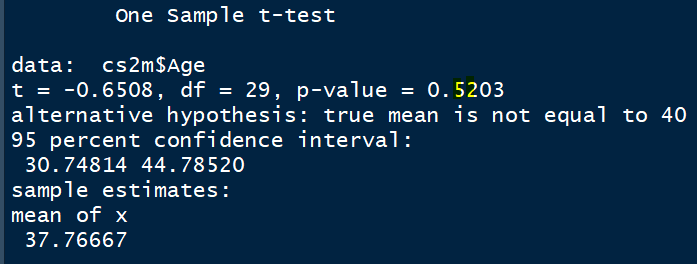 One Sample t-test
data:  cs2m$Age
t = -0.6508, df = 29, p-value = 0.5203
alternative hypothesis: true mean is not equal to 40
95 percent confidence interval:
30.74814 44.78520
sample estimates:
mean of x
37.76667